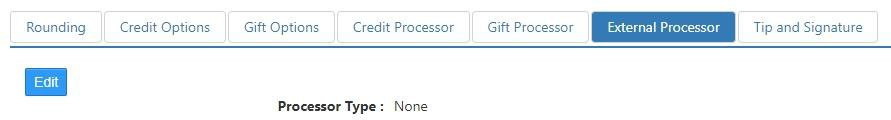 Rounding Credit Options Gift Options Credit Processor Gift Processor External Processor Tip and Signature
Edit
Processor Type : None